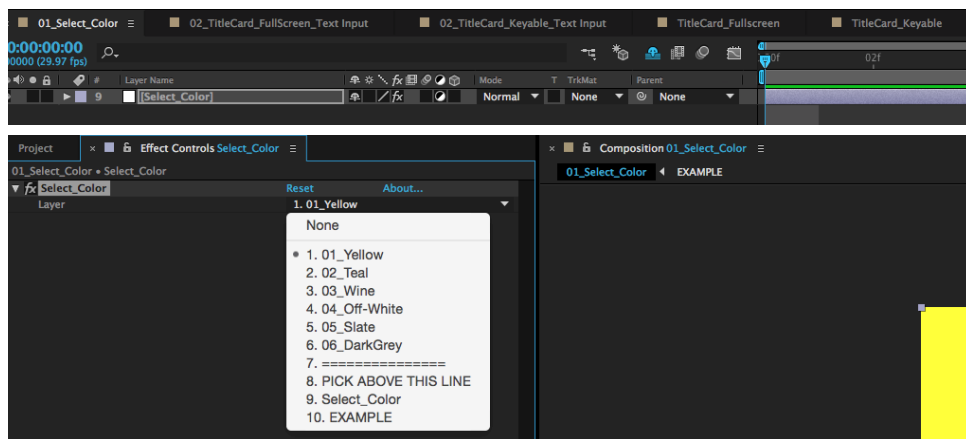 01_Select_Color 02_TitleCard_FullScreen_Text Input 02_TitleCard_Keyable_Text Input TitleCard_Fullscreen TitleCard_Keyable
0:00:00:00
00000 (29.97 fps)
02f
# Layer Name fx Mode T TrkMat Parent
9 [Select_Color] fx Normal None None
Project Effect Controls Select_Color Composition 01_Select_Color
01_Select_Color • Select_Color 01_Select_Color EXAMPLE
fx Select_Color Reset About...
Layer 1. 01_Yellow
None
1. 01_Yellow
2. 02_Teal
3. 03_Wine
4. 04_Off-White
5. 05_Slate
6. 06_DarkGrey
7. ===============
8. PICK ABOVE THIS LINE
9. Select_Color
10. EXAMPLE